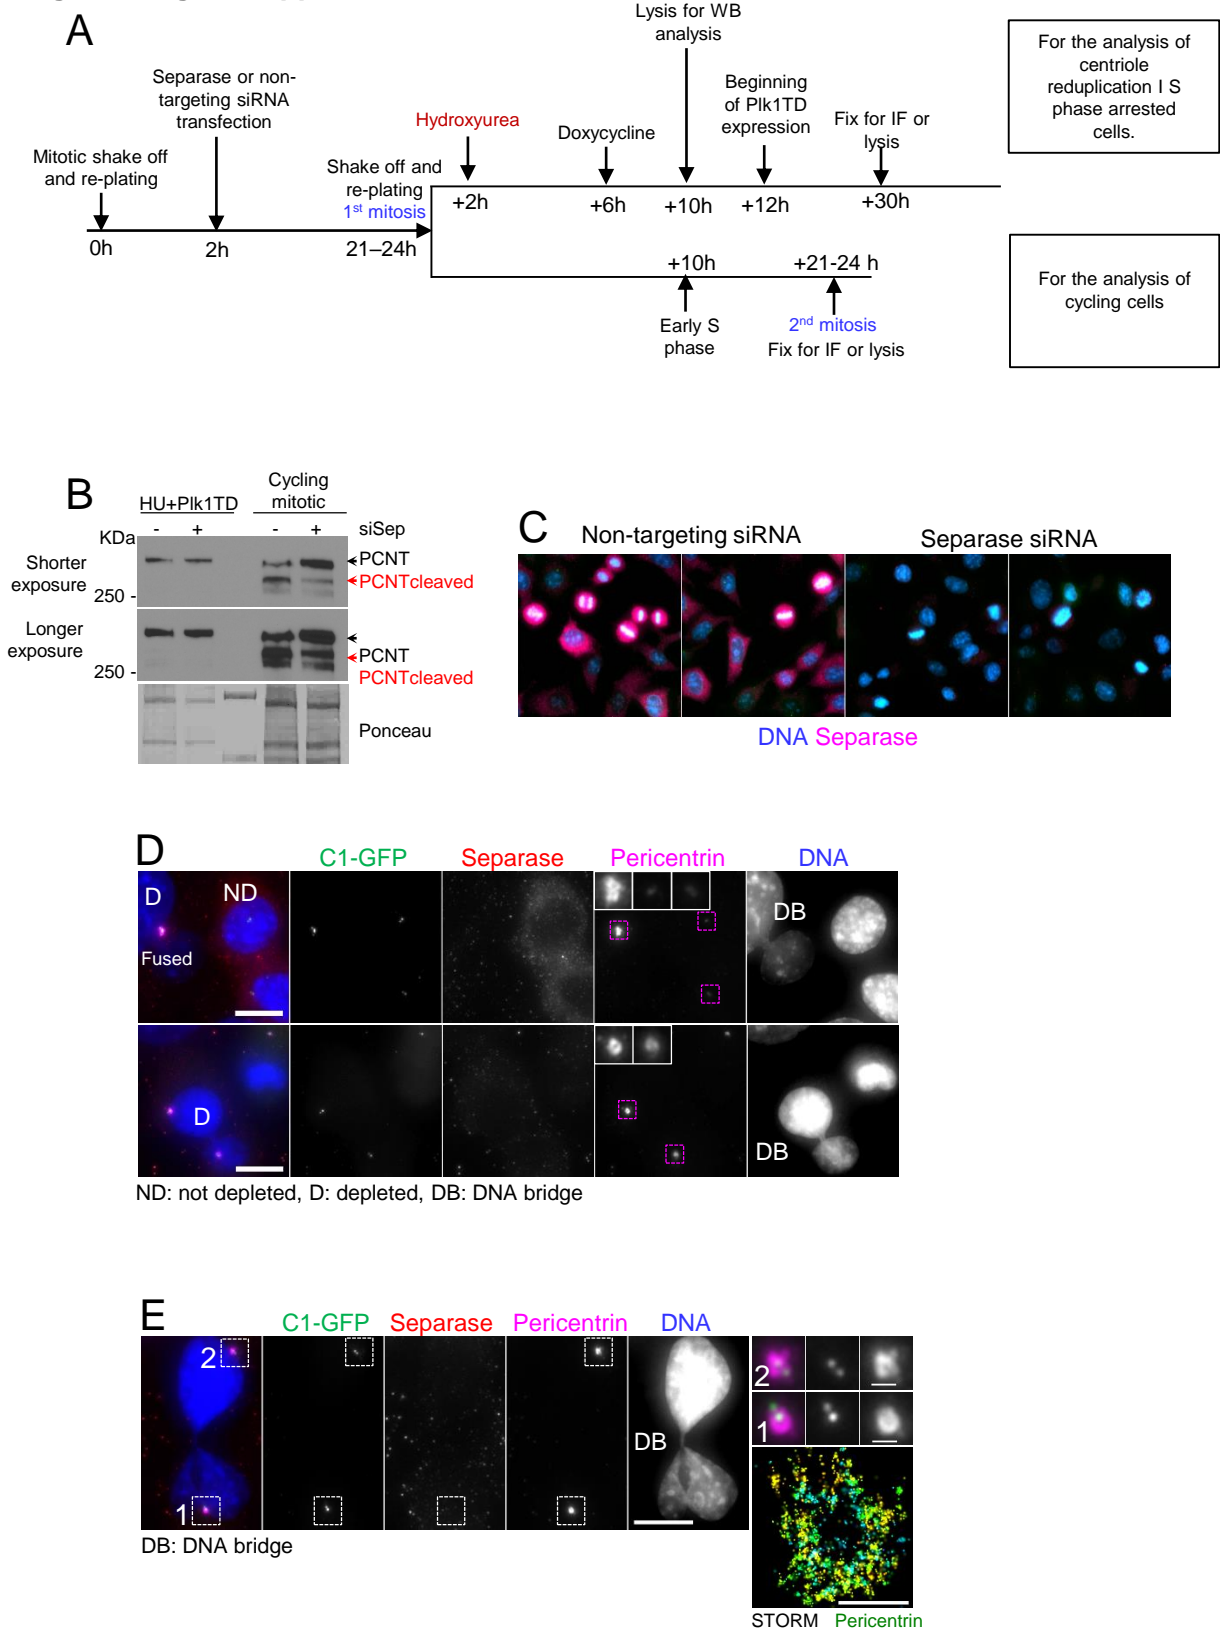 A
Mitotic shake off
and re-plating
0h
Separase or non-
targeting siRNA
transfection
2h
Shake off and
re-plating
1st mitosis
21–24h
Hydroxyurea
+2h
Doxycycline
+6h
Lysis for WB
analysis
+10h
Beginning
of Plk1TD
expression
+12h
Fix for IF or
lysis
+30h
For the analysis of
centriole
reduplication I S
phase arrested
cells.
+10h
Early S
phase
+21-24 h
2nd mitosis
Fix for IF or lysis
For the analysis of
cycling cells
B
HU+Plk1TD
Cycling
mitotic
- + - + siSep
KDa
Shorter
exposure
250 -
PCNT
PCNTcleaved
Longer
exposure
250 -
PCNT
PCNTcleaved
Ponceau
C
Non-targeting siRNA
Separase siRNA
DNA Separase
D
C1-GFP Separase Pericentrin DNA
D
ND
Fused
DB
D
DB
ND: not depleted, D: depleted, DB: DNA bridge
E
C1-GFP Separase Pericentrin DNA
2
1
DB
2
1
DB: DNA bridge
STORM Pericentrin